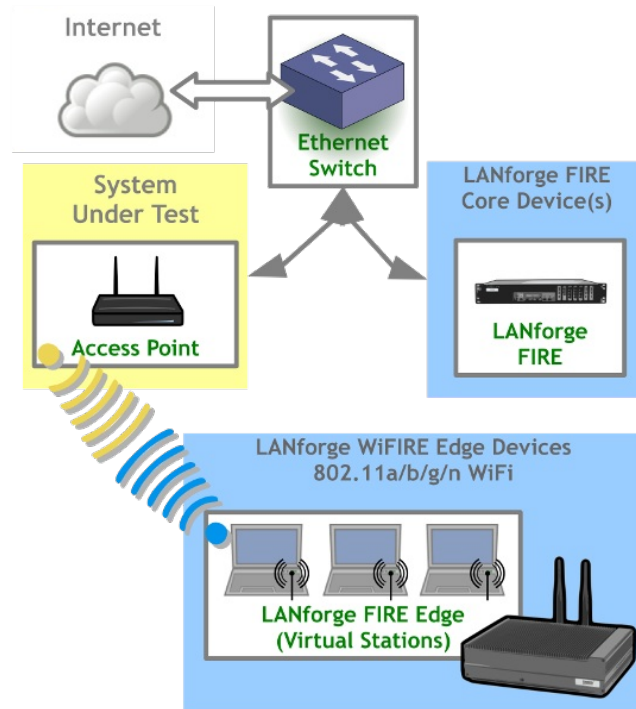 Internet
Ethernet
Switch
System
Under Test
Access Point
LANforge FIRE
Core Device(s)
LANforge
FIRE
LANforge WiFIRE Edge Devices
802.11a/b/g/n WiFi
LANforge FIRE Edge
(Virtual Stations)